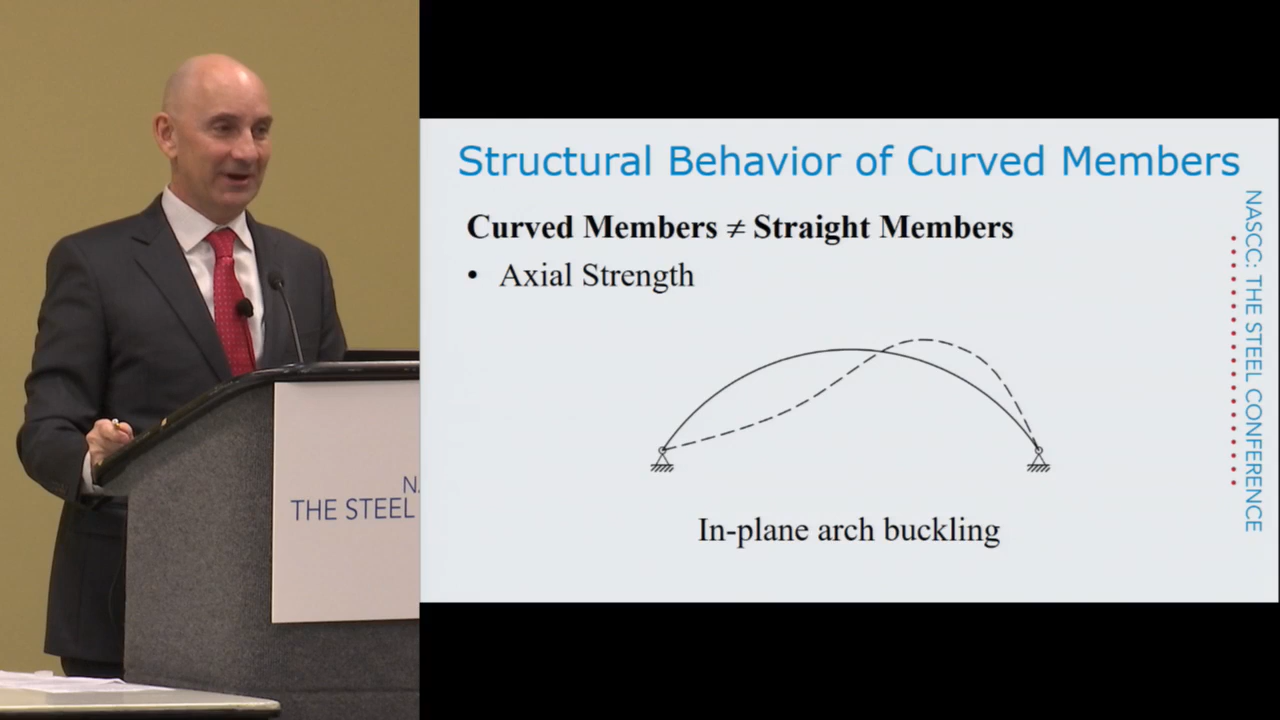 Structural Behavior of Curved Members
Curved Members ≠ Straight Members
• Axial Strength
In-plane arch buckling
NASCC: THE STEEL CONFERENCE
THE STEEL